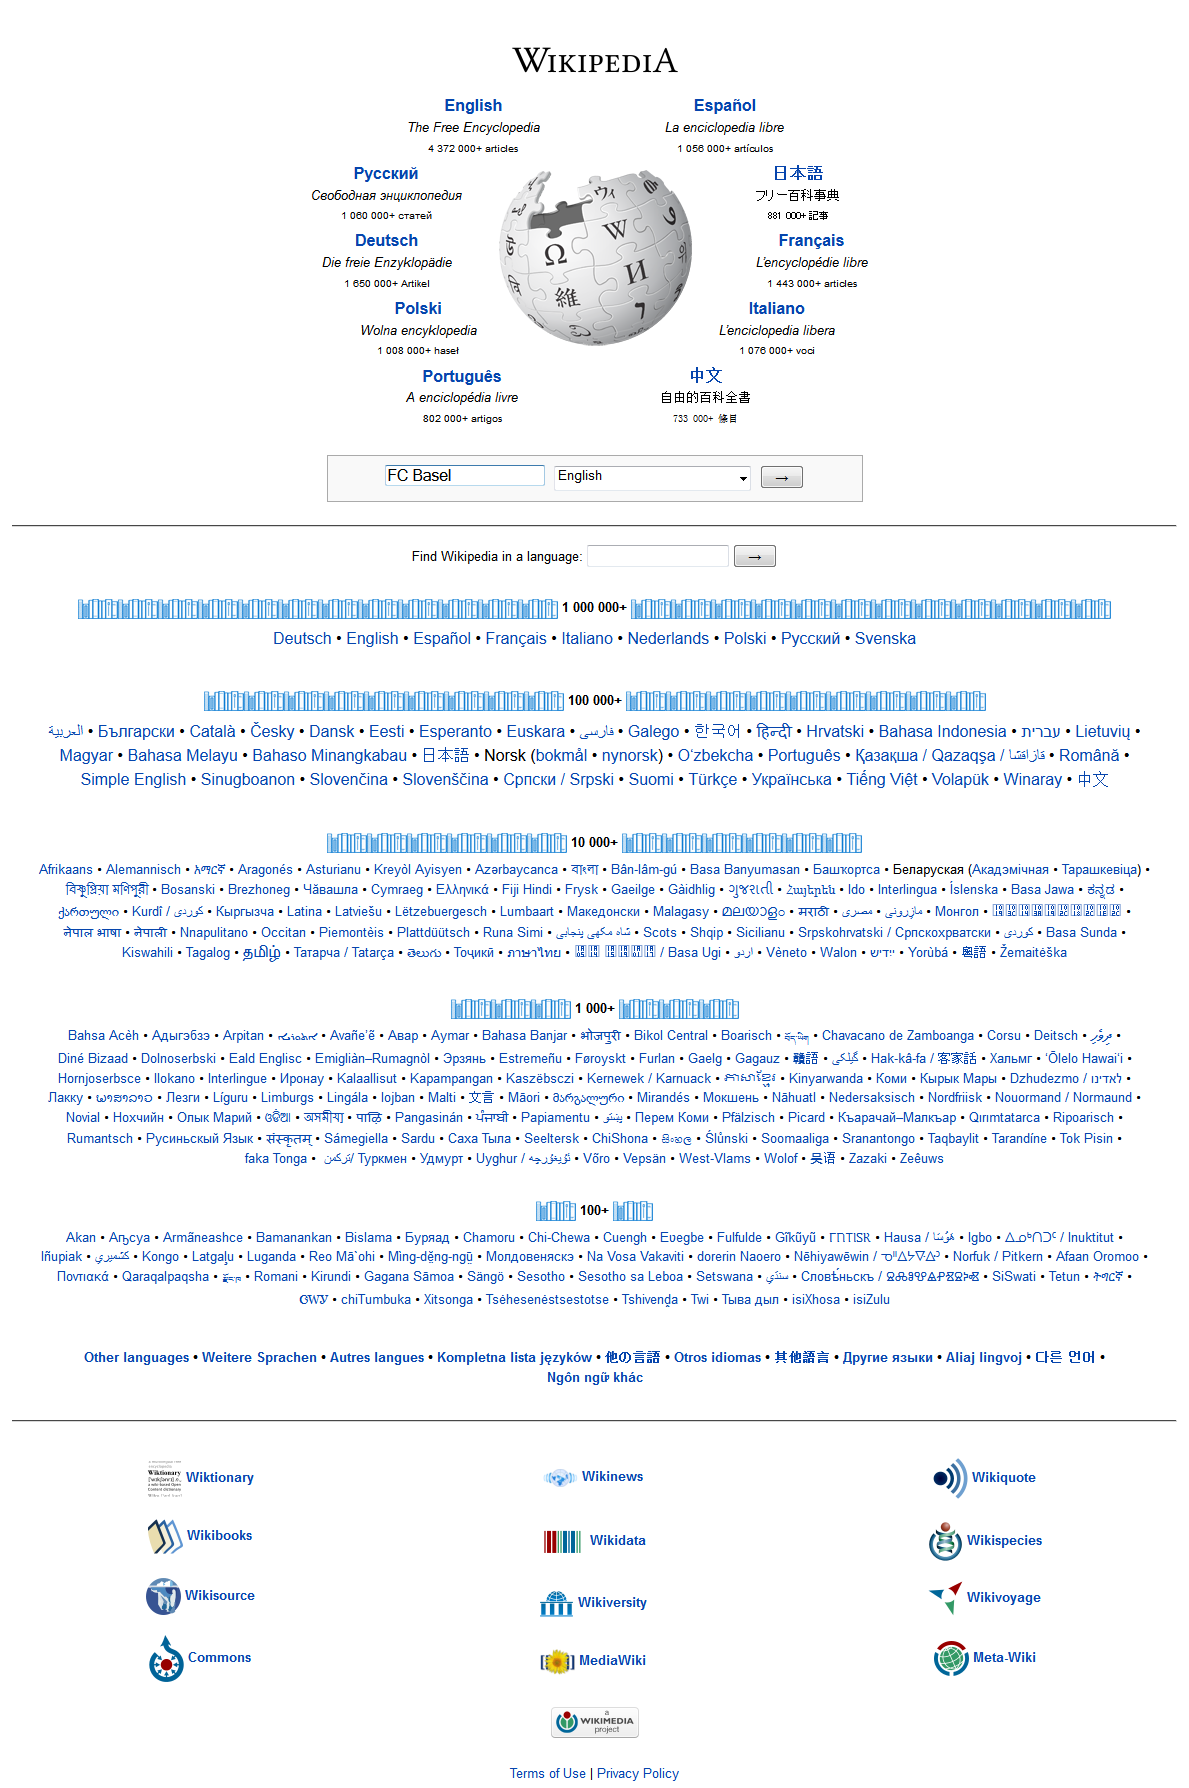 WIKIPEDIA
English Español
The Free Encyclopedia La enciclopedia libre
4 372 000+ articles 1 056 000+ artículos
Русский 日本語
Свободная энциклопедия フリー百科事典
1 060 000+ статей 881 000+ 記事
Deutsch Français
Die freie Enzyklopädie L’encyclopédie libre
1 650 000+ Artikel 1 443 000+ articles
Polski Italiano
Wolna encyklopedia L’enciclopedia libera
1 008 000+ haseł 1 076 000+ voci
Português 中文
A enciclopédia livre 自由的百科全書
802 000+ artigos 733 000+ 條目
FC Basel English →
Find Wikipedia in a language: →
1 000 000+
Deutsch • English • Español • Français • Italiano • Nederlands • Polski • Русский • Svenska
100 000+
العربية • Български • Català • Česky • Dansk • Eesti • Esperanto • Euskara • فارسی • Galego • 한국어 • हिन्दी • Hrvatski • Bahasa Indonesia • עברית • Lietuvių •
Magyar • Bahasa Melayu • Bahaso Minangkabau • 日本語 • Norsk (bokmål • nynorsk) • O‘zbekcha • Português • Қазақша / Qazaqşa / قازاقشا • Română •
Simple English • Sinugboanon • Slovenčina • Slovenščina • Српски / Srpski • Suomi • Türkçe • Українська • Tiếng Việt • Volapük • Winaray • 中文
10 000+
Afrikaans • Alemannisch • አማርኛ • Aragonés • Asturianu • Kreyòl Ayisyen • Azərbaycanca • বাংলা • Bân-lâm-gú • Basa Banyumasan • Башҡортса • Беларуская (Акадэмічная • Тарашкевіца) •
বিষ্ণুপ্রিয়া মণিপুরী • Bosanski • Brezhoneg • Чӑвашла • Cymraeg • Ελληνικά • Fiji Hindi • Frysk • Gaeilge • Gàidhlig • ગુજરાતી • Հայերեն • Ido • Interlingua • Íslenska • Basa Jawa • ಕನ್ನಡ •
ქართული • Kurdî / كوردی • Кыргызча • Latina • Latviešu • Lëtzebuergesch • Lumbaart • Македонски • Malagasy • മലയാളം • मराठी • مازِرونی • مصرى • Монгол •
नेपाल भाषा • नेपाली • Nnapulitano • Occitan • Piemontèis • Plattdüütsch • Runa Simi • شاہ مکھی پنجابی • Scots • Shqip • Sicilianu • Srpskohrvatski / Српскохрватски • کوردی • Basa Sunda •
Kiswahili • Tagalog • தமிழ் • Татарча / Tatarça • తెలుగు • Тоҷикӣ • ภาษาไทย • / Basa Ugi • اردو • Vèneto • Walon • ייִדיש • Yorùbá • 粵語 • Žemaitėška
1 000+
Bahsa Acèh • Адыгэбзэ • Arpitan • ܐܬܘܪܝܐ • Avañe’ẽ • Авар • Aymar • Bahasa Banjar • भोजपुरी • Bikol Central • Boarisch • བོད་ཡིག • Chavacano de Zamboanga • Corsu • Deitsch • ދިވެހި •
Diné Bizaad • Dolnoserbski • Eald Englisc • Emigliàn–Rumagnòl • Эрзянь • Estremeñu • Føroyskt • Furlan • Gaelg • Gagauz • 贛語 • گیلکی • Hak-kâ-fa / 客家話 • Хальмг • ʻŌlelo Hawaiʻi •
Hornjoserbsce • Ilokano • Interlingue • Иронау • Kalaallisut • Kapampangan • Kaszëbsczi • Kernewek / Karnuack • ភាសាខ្មែរ • Kinyarwanda • Коми • Кырык Мары • Dzhudezmo / לאדינו •
Лакку • ພາສາລາວ • Лезги • Líguru • Limburgs • Lingála • lojban • Malti • 文言 • Māori • მარგალური • Mirandés • Мокшень • Nāhuatl • Nedersaksisch • Nordfriisk • Nouormand / Normaund •
Novial • Нохчийн • Олык Марий • ଓଡିଆ • অসমীযা় • पाऴि • Pangasinán • ਪੰਜਾਬੀ • Papiamentu • پښتو • Перем Коми • Pfälzisch • Picard • Къарачай–Малкъар • Qırımtatarca • Ripoarisch •
Rumantsch • Русиньскый Язык • संस्कृतम् • Sámegiella • Sardu • Саха Тыла • Seeltersk • ChiShona • සිංහල • Ślůnski • Soomaaliga • Sranantongo • Taqbaylit • Tarandíne • Tok Pisin •
faka Tonga • تركمن / Туркмен • Удмурт • Uyghur / ئۇيغۇرچه • Võro • Vepsän • West-Vlams • Wolof • 吴语 • Zazaki • Zeêuws
100+
Akan • Аҧсуа • Armãneashce • Bamanankan • Bislama • Буряад • Chamoru • Chi-Chewa • Cuengh • Eʋegbe • Fulfulde • Gĩkũyũ • 𐌲𐌿𐍄𐌹𐍃𐌺 • Hausa / هَوُسَا • Igbo • ᐃᓄᒃᑎᑐᑦ / Inuktitut •
Iñupiak • كشميري • Kongo • Latgaļu • Luganda • Reo Mā`ohi • Mìng-dĕ̤ng-ngṳ̄ • Молдовеняскэ • Na Vosa Vakaviti • dorerin Naoero • Nēhiyawēwin / ᓀᐦᐃᔭᐍᐏᐣ • Norfuk / Pitkern • Afaan Oromoo •
Ποντιακά • Qaraqalpaqsha • རྫོང་ཁ • Romani • Kirundi • Gagana Sāmoa • Sängö • Sesotho • Sesotho sa Leboa • Setswana • سنڌي • Словѣ́ньскъ / ⰔⰎⰑⰂⰡⰐⰠⰔⰍⰟ • SiSwati • Tetun • ትግርኛ •
ᏣᎳᎩ • chiTumbuka • Xitsonga • Tsėhesenėstsestotse • Tshivenḓa • Twi • Тыва дыл • isiXhosa • isiZulu
Other languages • Weitere Sprachen • Autres langues • Kompletna lista języków • 他の言語 • Otros idiomas • 其他語言 • Другие языки • Aliaj lingvoj • 다른 언어 •
Ngôn ngữ khác
Wiktionary Wikinews Wikiquote
Wikibooks Wikidata Wikispecies
Wikisource Wikiversity Wikivoyage
Commons MediaWiki Meta-Wiki
a
WIKIMEDIA
project
Terms of Use | Privacy Policy